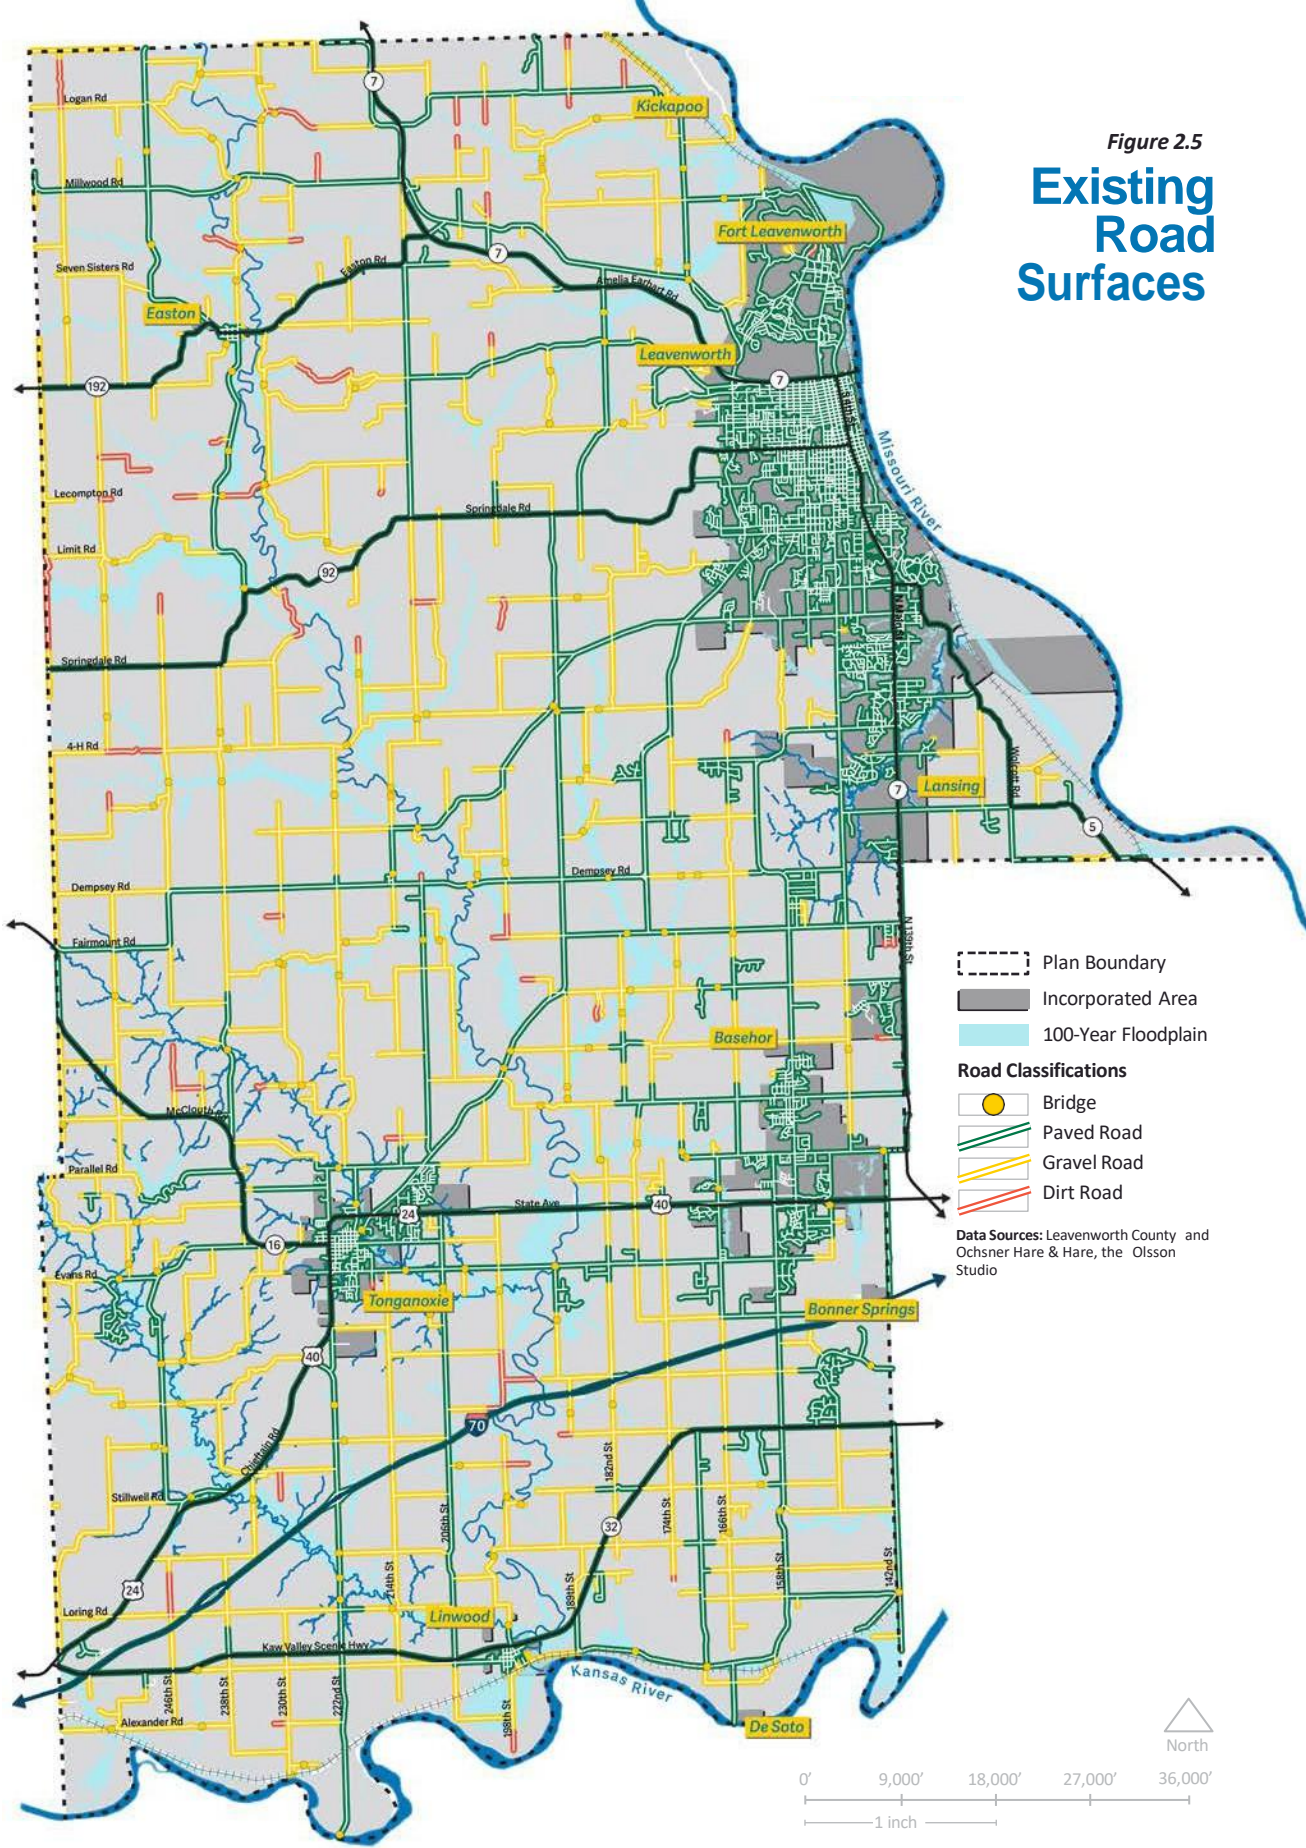 Figure 2.5
Existing
Road
Surfaces
7
Logan Rd
Kickapoo
Millwood Rd
Fort Leavenworth
7
Easton Rd
Seven Sisters Rd
Amelia Earhart Rd
Easton
Leavenworth
7
192
S 4th St
Missouri River
Lecompton Rd
Springdale Rd
Limit Rd
92
N Main St
Springdale Rd
4-H Rd
Wolcott Rd
7
Lansing
5
Dempsey Rd
Dempsey Rd
N 139th St
Fairmount Rd
Plan Boundary
Incorporated Area
100-Year Floodplain
Road Classifications
Bridge
Paved Road
Gravel Road
Dirt Road
Data Sources: Leavenworth County and
Ochsner Hare & Hare, the Olsson
Studio
Basehor
McClouth Rd
Parallel Rd
State Ave
40
24
16
Evans Rd
Tonganoxie
Bonner Springs
40
70
Chieftain Rd
182nd St
Stillwell Rd
206th St
174th St
166th St
32
158th St
142nd St
214th St
189th St
24
Loring Rd
Linwood
Kaw Valley Scenic Hwy
Kansas River
246th St
238th St
230th St
222nd St
198th St
Alexander Rd
De Soto
North
0'
9,000'
18,000'
27,000'
36,000'
1 inch